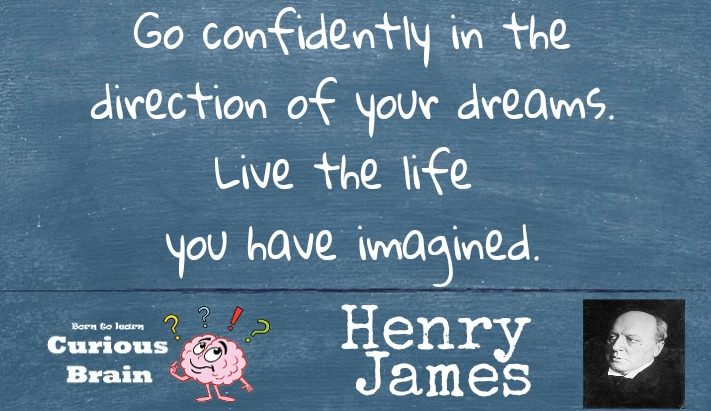 Go confidently in the
direction of your dreams.
Live the life
you have imagined.
Born to learn
Curious
Brain
? ? ! ?
Henry
James